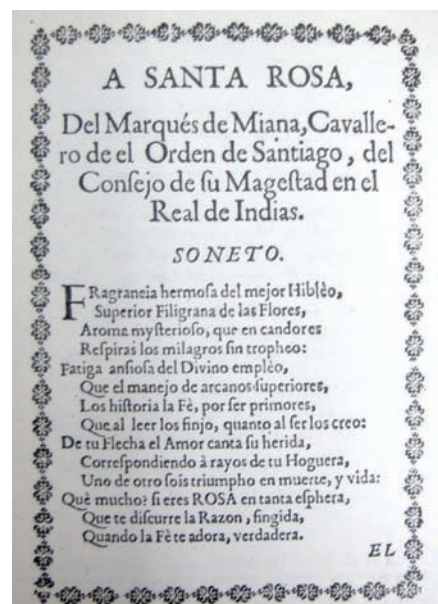 A SANTA ROSA,
Del Marqués de Miana, Cavalle-
ro de el Orden de Santiago, del
Conſejo de ſu Mageſtad en el
Real de Indias.
SONETO.
FRagrancia hermoſa del mejor Hiblèo,
Superior Filigrana de las Flores,
Aroma myſterioſo, que en candores
Reſpiras los milagros ſin tropheo:
Fatiga anſioſa del Divino emplèo,
Que el manejo de arcanos ſuperiores,
Los hiſtoria la Fè, por ſer primores,
Que al leer los finjo, quanto al ſer los creo:
De tu Flecha el Amor canta ſu herida,
Correſpondiendo à rayos de tu Hoguera,
Uno de otro ſois triumpho en muerte, y vida:
Què mucho? ſi eres ROSA en tanta eſphera,
Que te diſcurre la Razon, fingida,
Quando la Fè te adora, verdadera.
EL